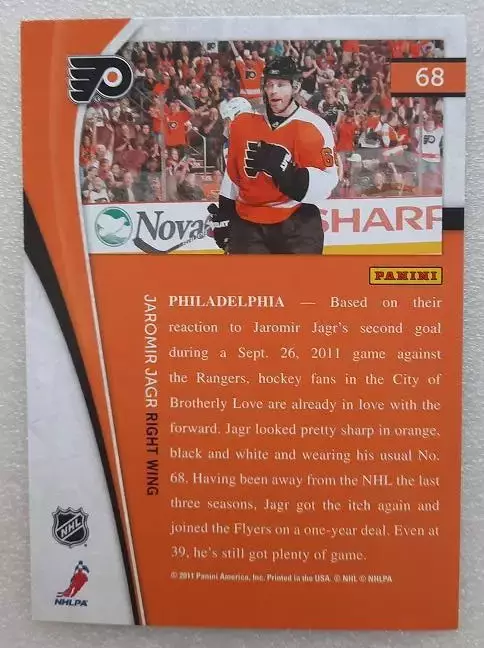 68
Nova
SHARP
PANINI
JAROMIR JAGR RIGHT WING
PHILADELPHIA — Based on their
reaction to Jaromir Jagr's second goal
during a Sept. 26, 2011 game against
the Rangers, hockey fans in the City of
Brotherly Love are already in love with the
forward. Jagr looked pretty sharp in orange,
black and white and wearing his usual No.
68. Having been away from the NHL the last
three seasons, Jagr got the itch again and
joined the Flyers on a one-year deal. Even at
39, he's still got plenty of game.
© 2011 Panini America, Inc. Printed in the USA. © NHL © NHLPA
NHL
NHLPA